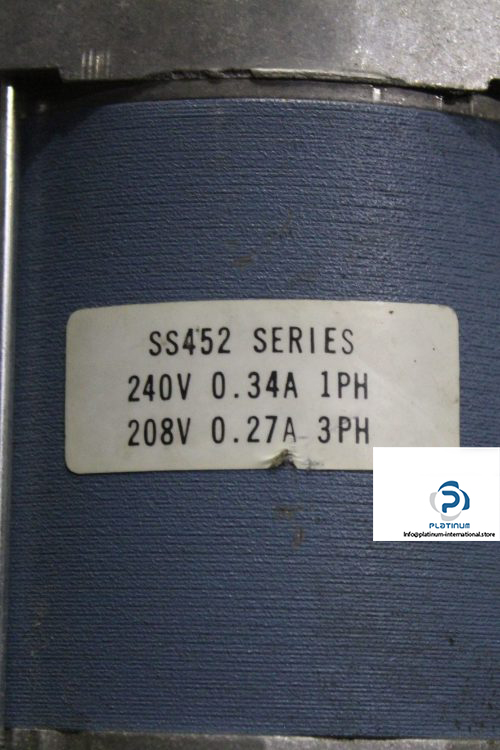 SS452 SERIES
240V 0.34A 1PH
208V 0.27A 3PH
PLATINUM
Info@platinum-international.store